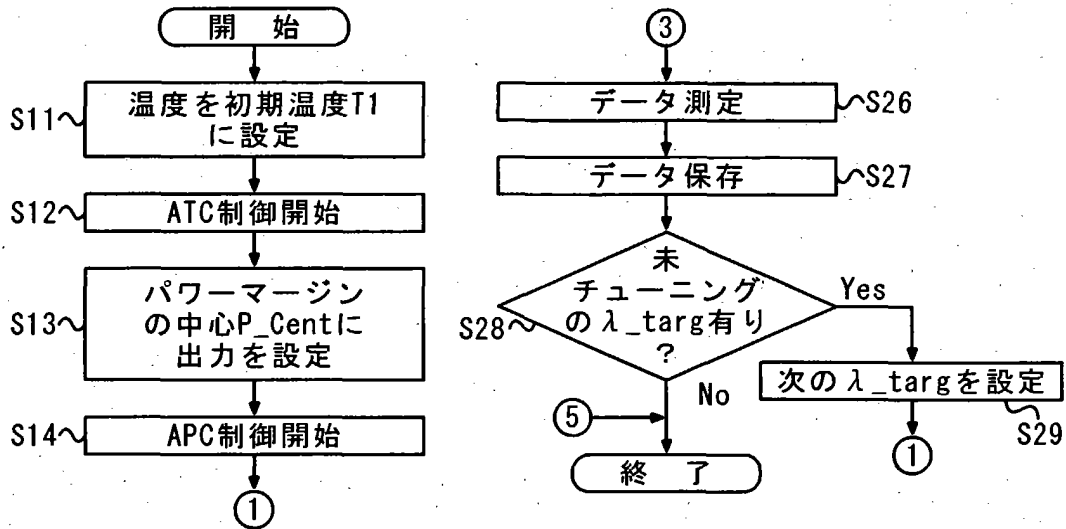 開 始
S11
温度を初期温度T1
に設定
S12
ATC制御開始
S13
パワーマージン
の中心P_Centに
出力を設定
S14
APC制御開始
①
③
データ測定
S26
データ保存
S27
未
チューニング
のλ_targ有り
?
S28
Yes
No
次のλ_targを設定
S29
①
⑤
終 了